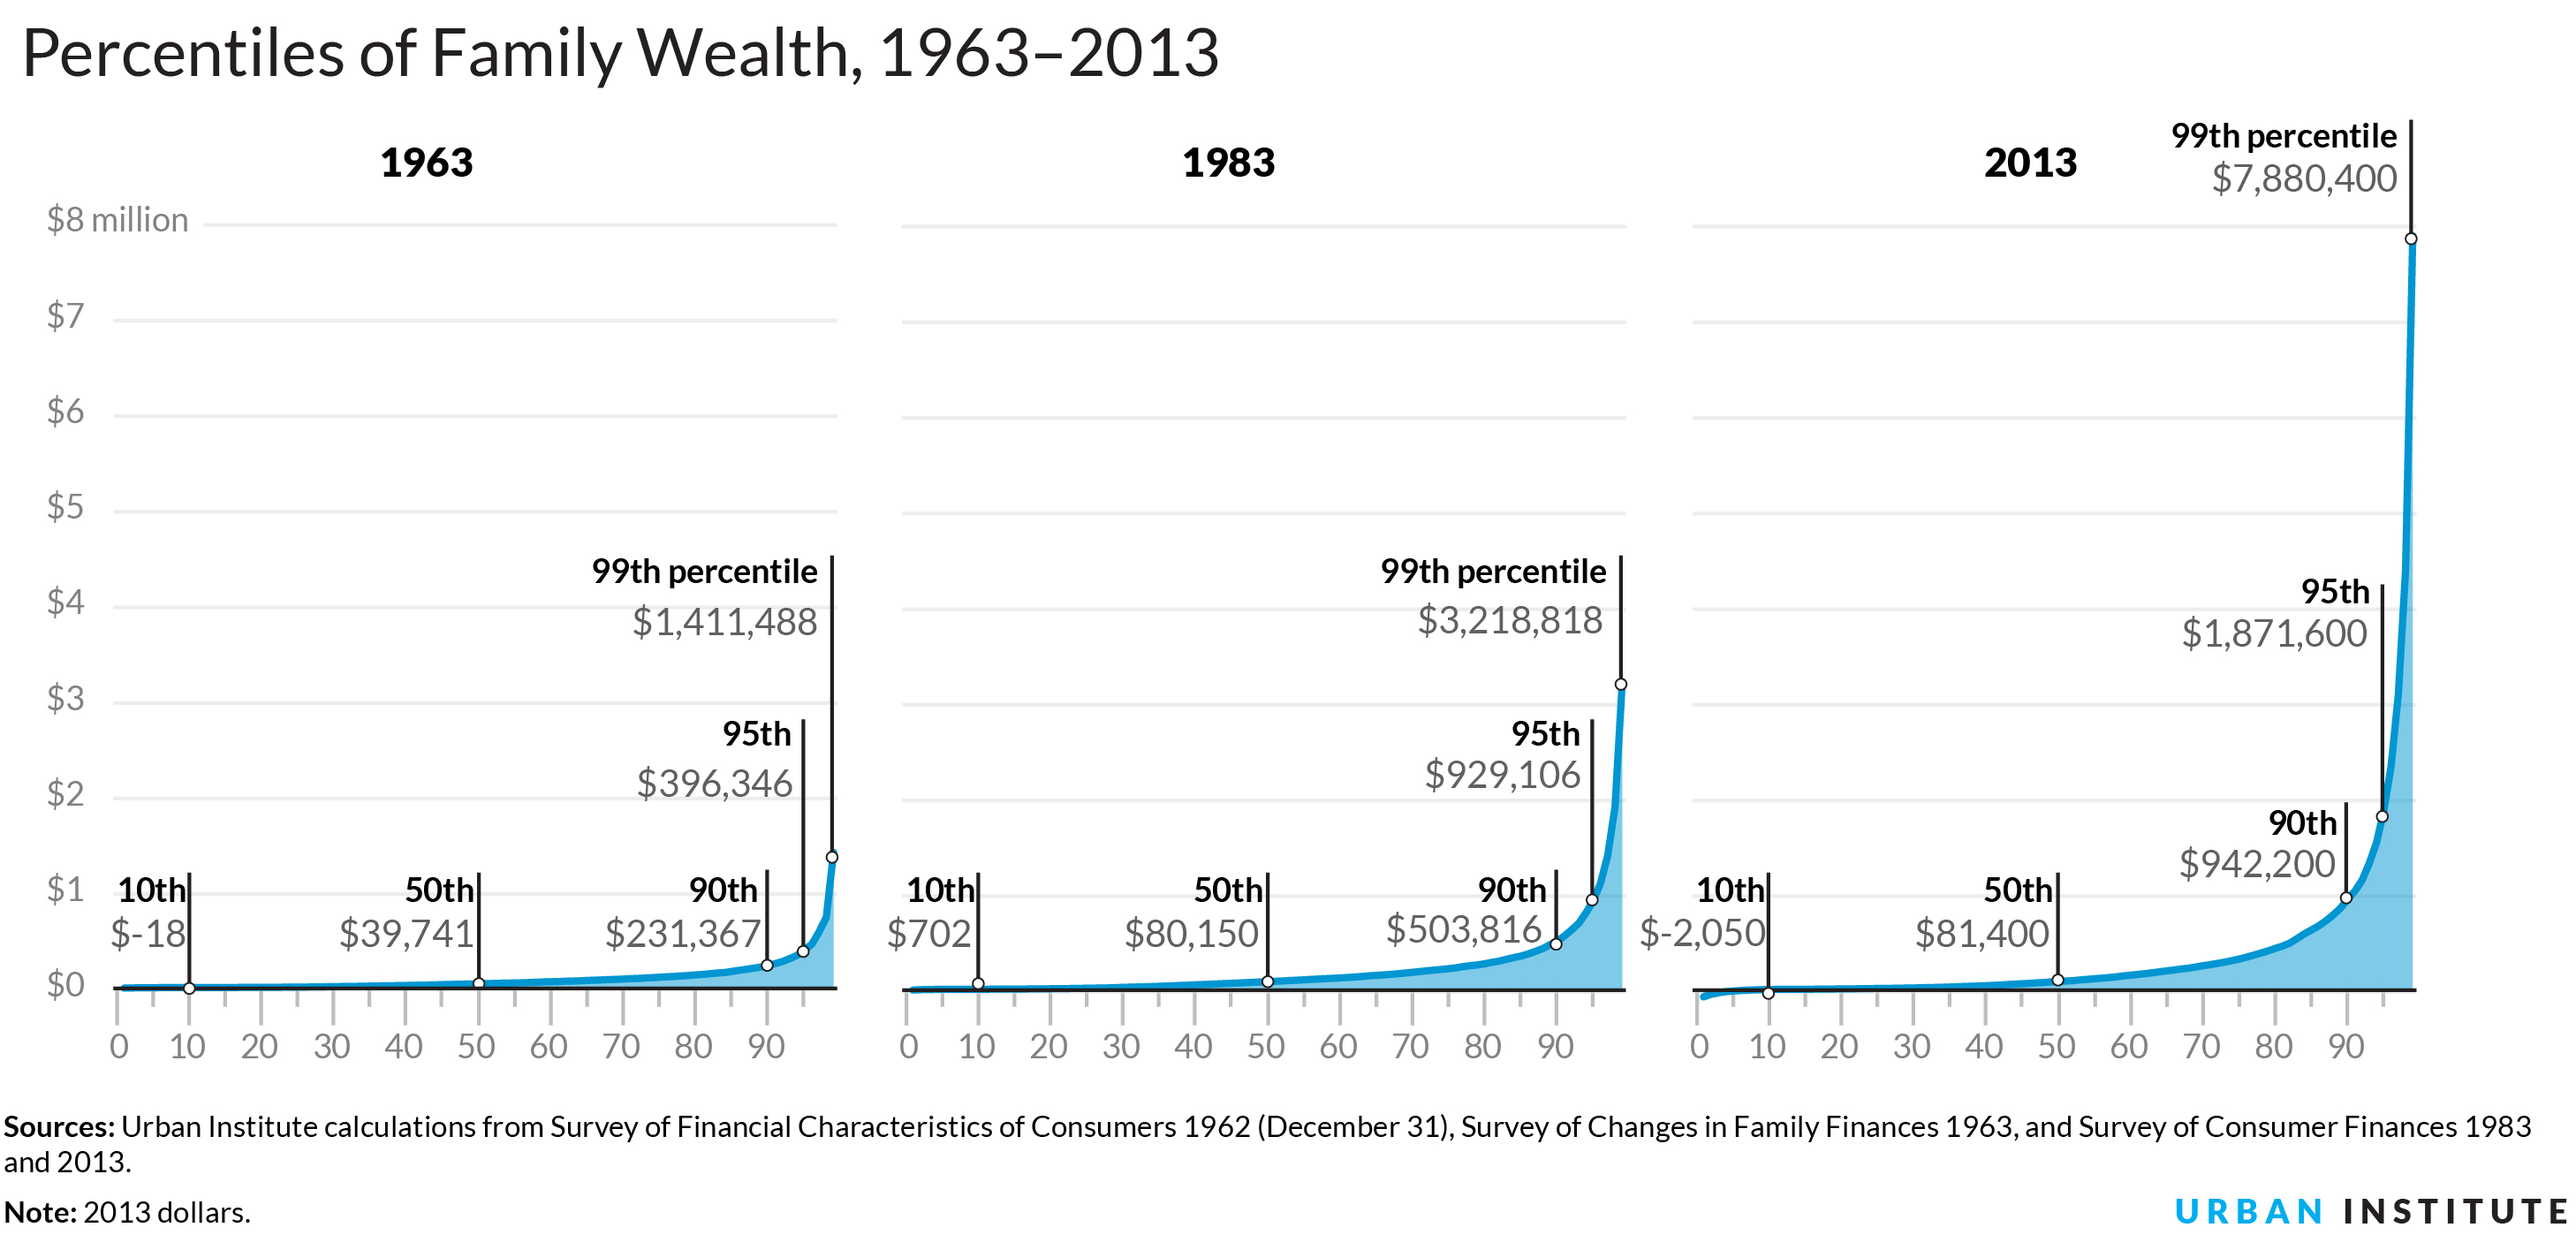 Percentiles of Family Wealth, 1963–2013
1963
1983
2013
$8 million
$7
$6
$5
$4
$3
$2
$1
$0
10th
$-18
50th
$39,741
90th
$231,367
95th
$396,346
99th percentile
$1,411,488
0 10 20 30 40 50 60 70 80 90
10th
$702
50th
$80,150
90th
$503,816
95th
$929,106
99th percentile
$3,218,818
0 10 20 30 40 50 60 70 80 90
10th
$-2,050
50th
$81,400
90th
$942,200
95th
$1,871,600
99th percentile
$7,880,400
0 10 20 30 40 50 60 70 80 90
Sources: Urban Institute calculations from Survey of Financial Characteristics of Consumers 1962 (December 31), Survey of Changes in Family Finances 1963, and Survey of Consumer Finances 1983
and 2013.
Note: 2013 dollars.
URBAN INSTITUTE